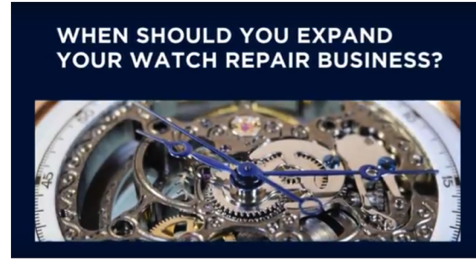 WHEN SHOULD YOU EXPAND
YOUR WATCH REPAIR BUSINESS?
45
15